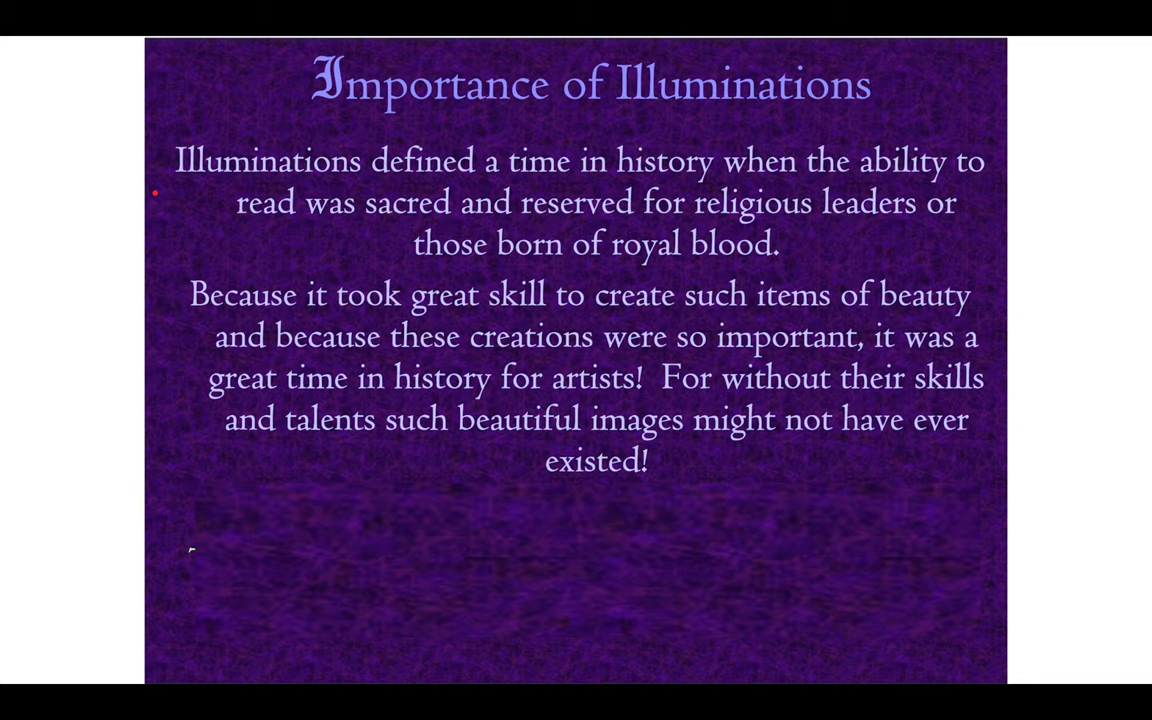 Importance of Illuminations
Illuminations defined a time in history when the ability to
read was sacred and reserved for religious leaders or
those born of royal blood.
Because it took great skill to create such items of beauty
and because these creations were so important, it was a
great time in history for artists!  For without their skills
and talents such beautiful images might not have ever
existed!